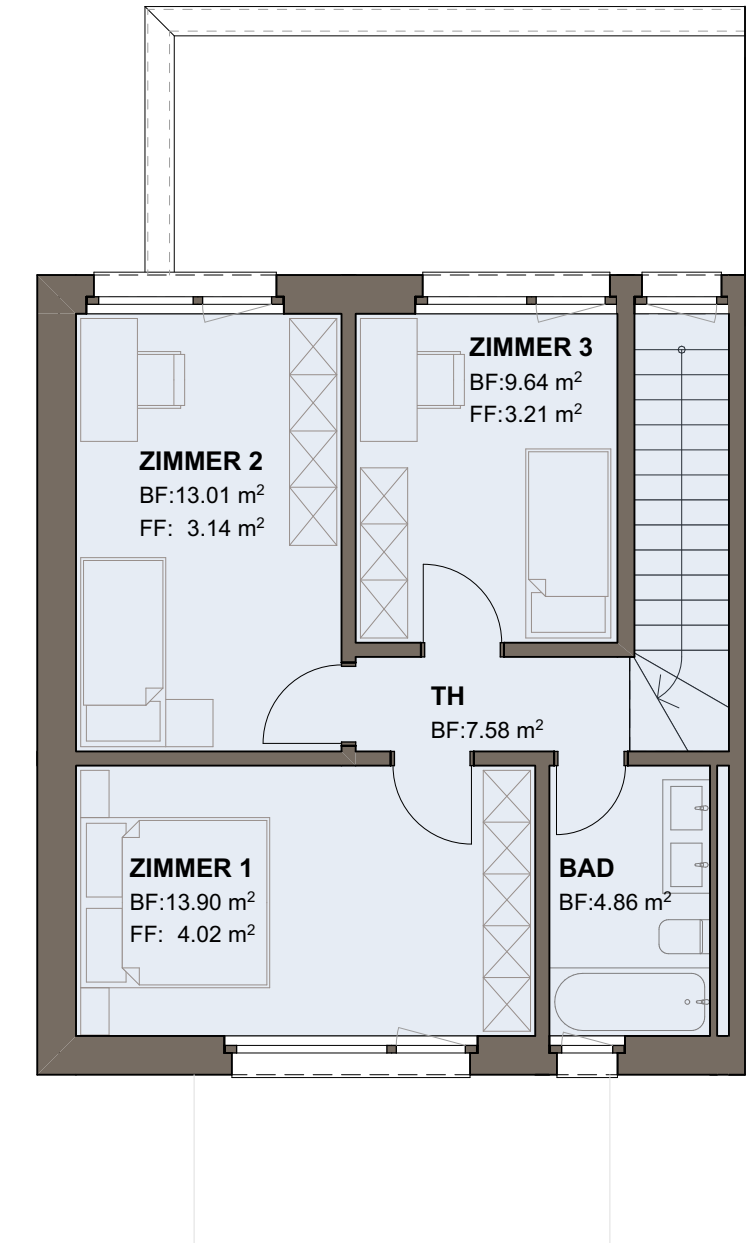 ZIMMER 3
BF:9.64 m²
FF:3.21 m²
ZIMMER 2
BF:13.01 m²
FF: 3.14 m²
TH
BF:7.58 m²
ZIMMER 1
BF:13.90 m²
FF: 4.02 m²
BAD
BF:4.86 m²